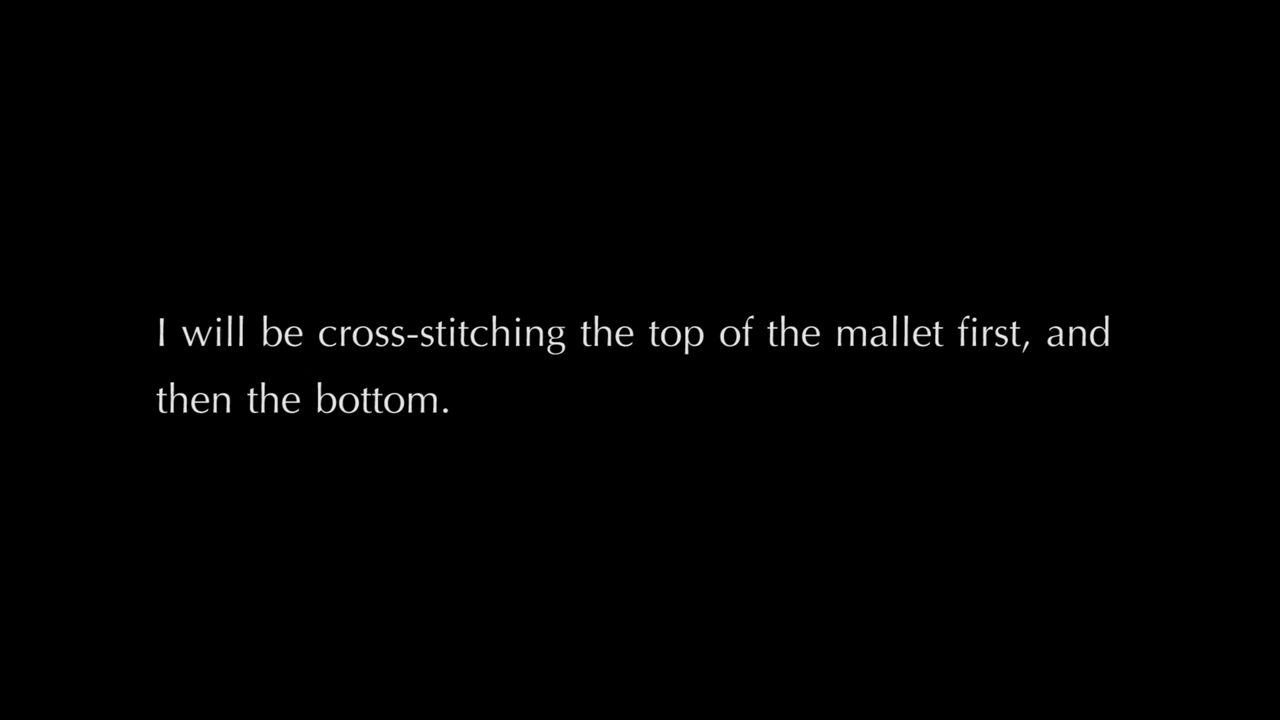 I will be cross-stitching the top of the mallet first, and
then the bottom.